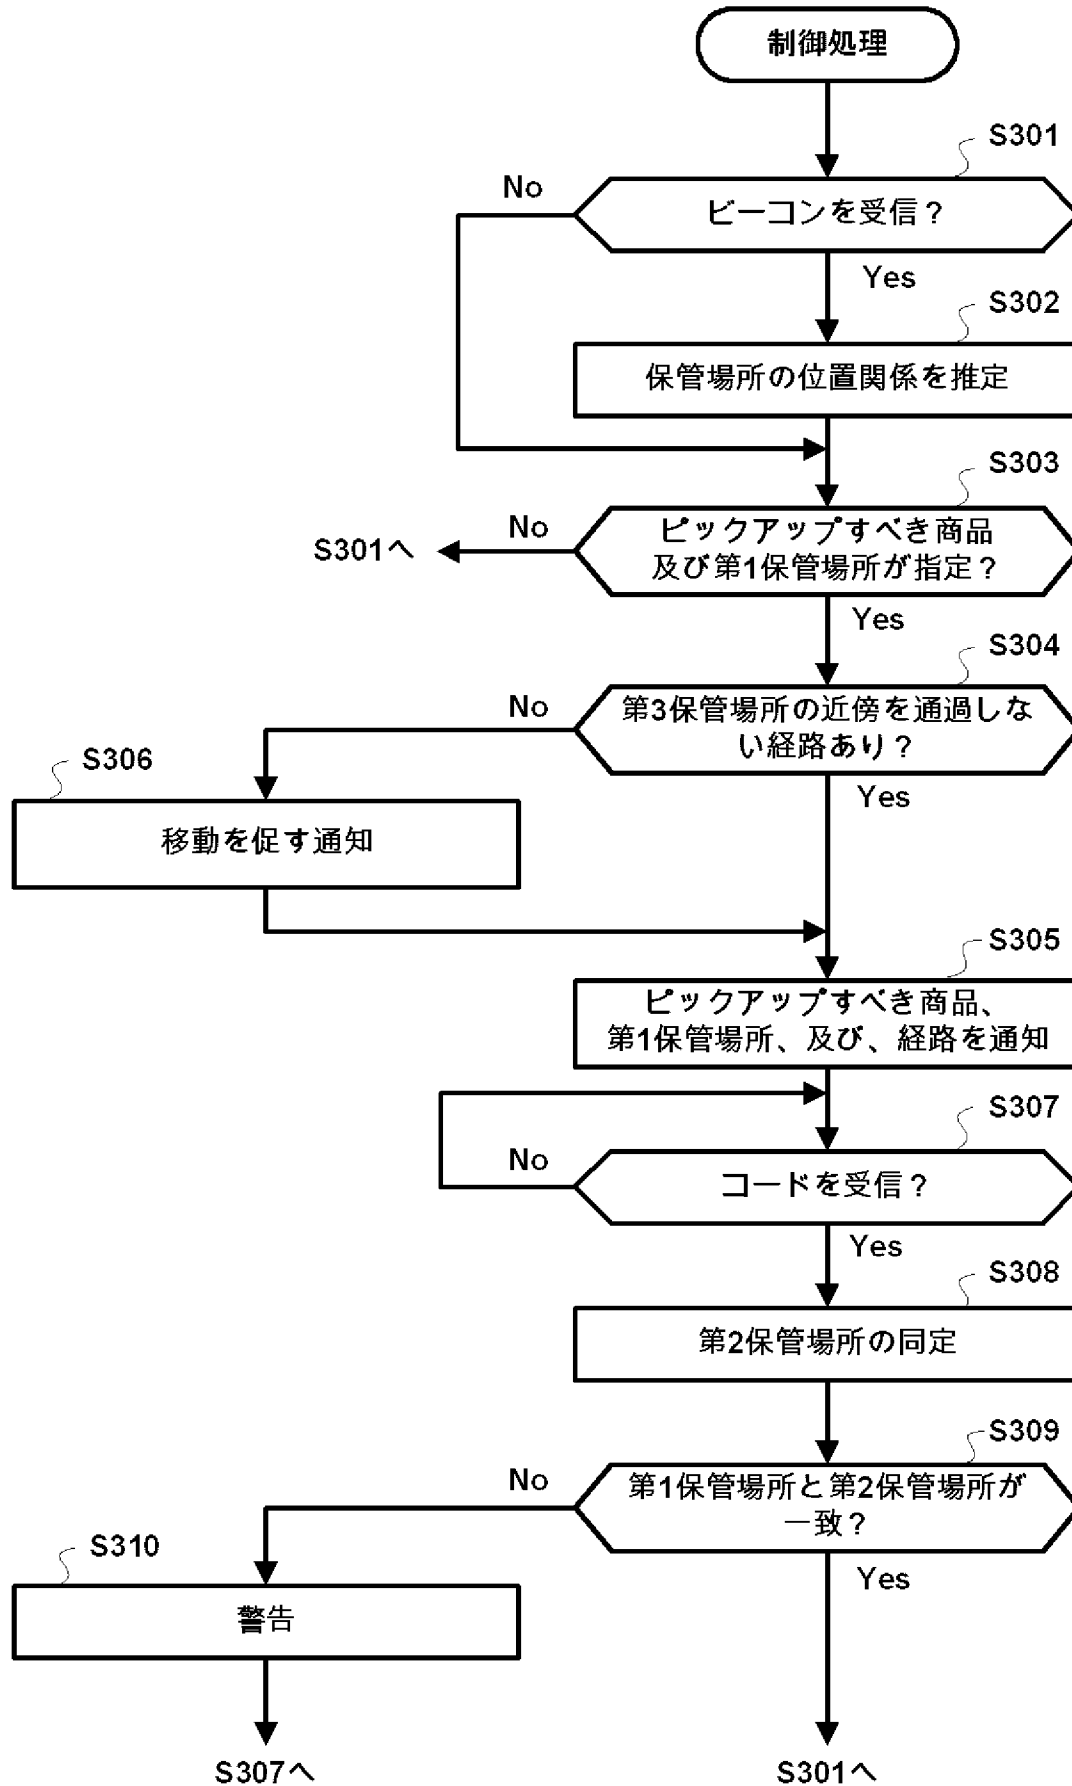 制御処理
S301
No
ビーコンを受信？
Yes
S302
保管場所の位置関係を推定
S303
No
ピックアップすべき商品
及び第1保管場所が指定？
S301へ
Yes
S304
No
第3保管場所の近傍を通過しな
い経路あり？
S306
Yes
移動を促す通知
S305
ピックアップすべき商品、
第1保管場所、及び、経路を通知
S307
No
コードを受信？
Yes
S308
第2保管場所の同定
S309
No
第1保管場所と第2保管場所が
一致？
S310
Yes
警告
S307へ
S301へ